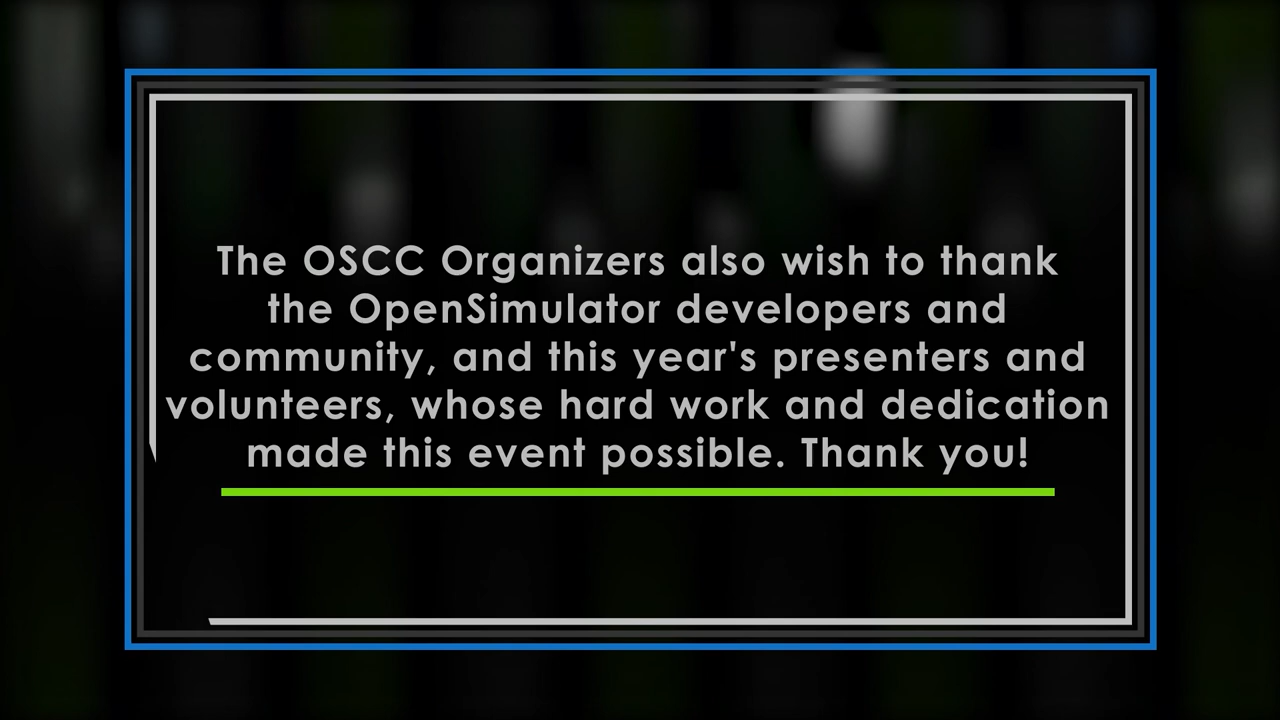 The OSCC Organizers also wish to thank
the OpenSimulator developers and
community, and this year's presenters and
volunteers, whose hard work and dedication
made this event possible. Thank you!